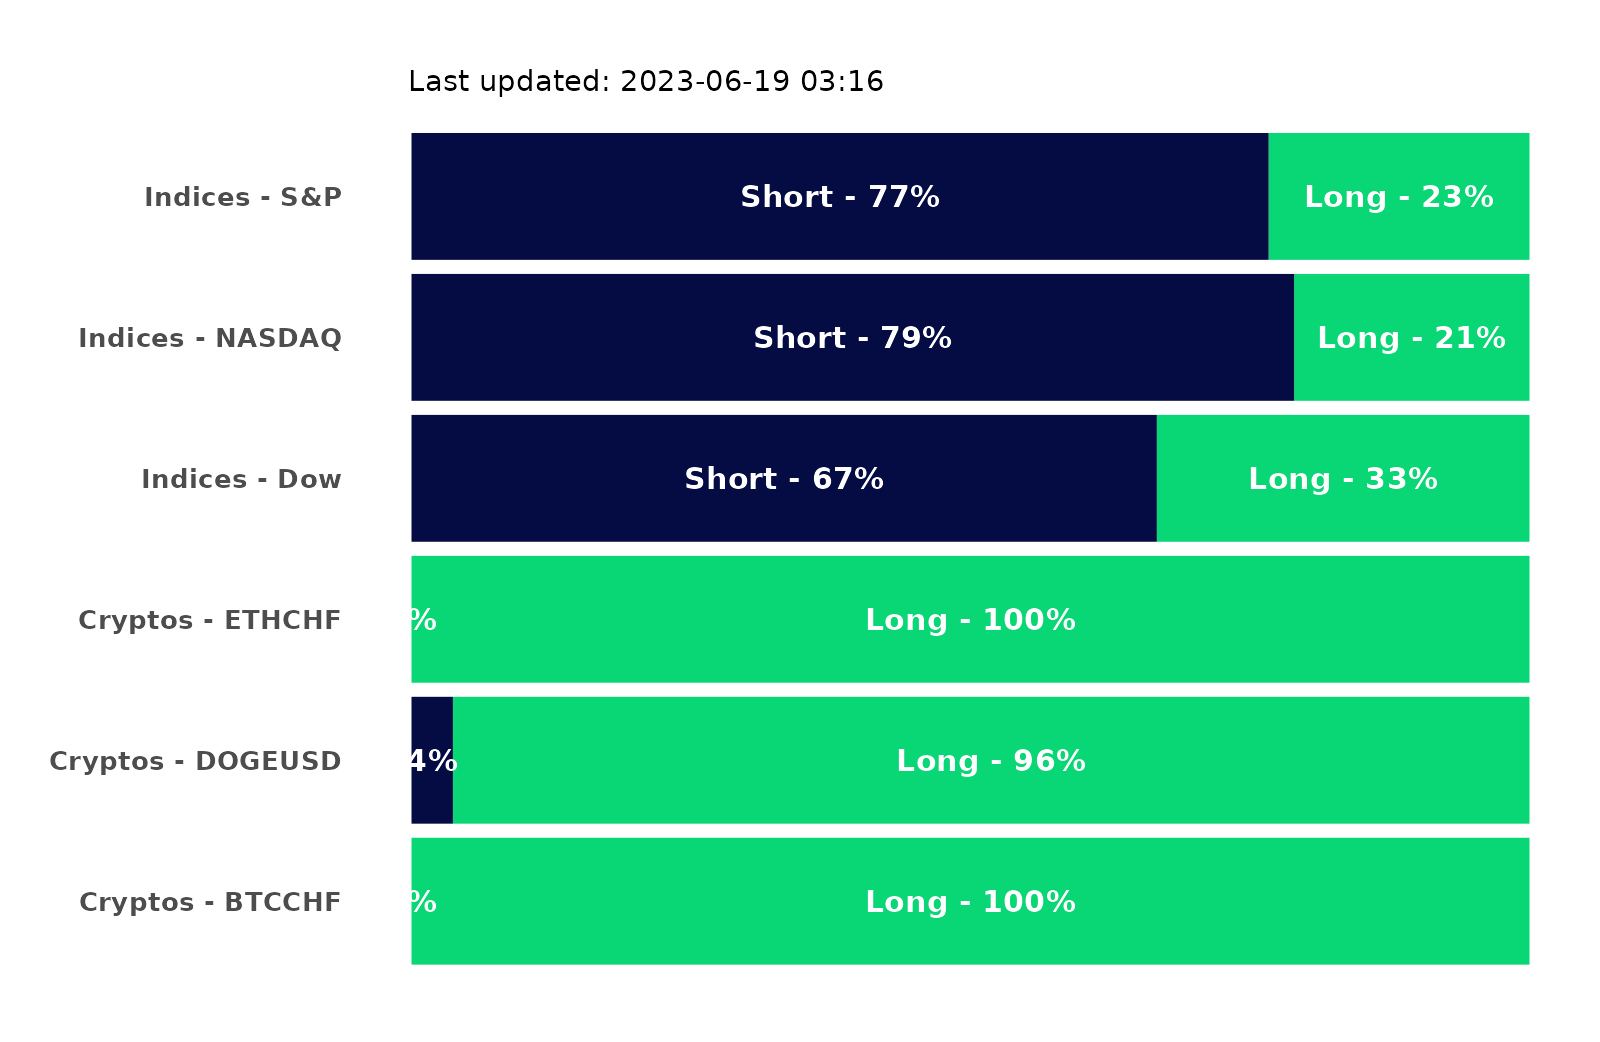 Last updated: 2023-06-19 03:16
Indices - S&P Short - 77% Long - 23%
Indices - NASDAQ Short - 79% Long - 21%
Indices - Dow Short - 67% Long - 33%
Cryptos - ETHCHF % Long - 100%
Cryptos - DOGEUSD 4% Long - 96%
Cryptos - BTCCHF % Long - 100%